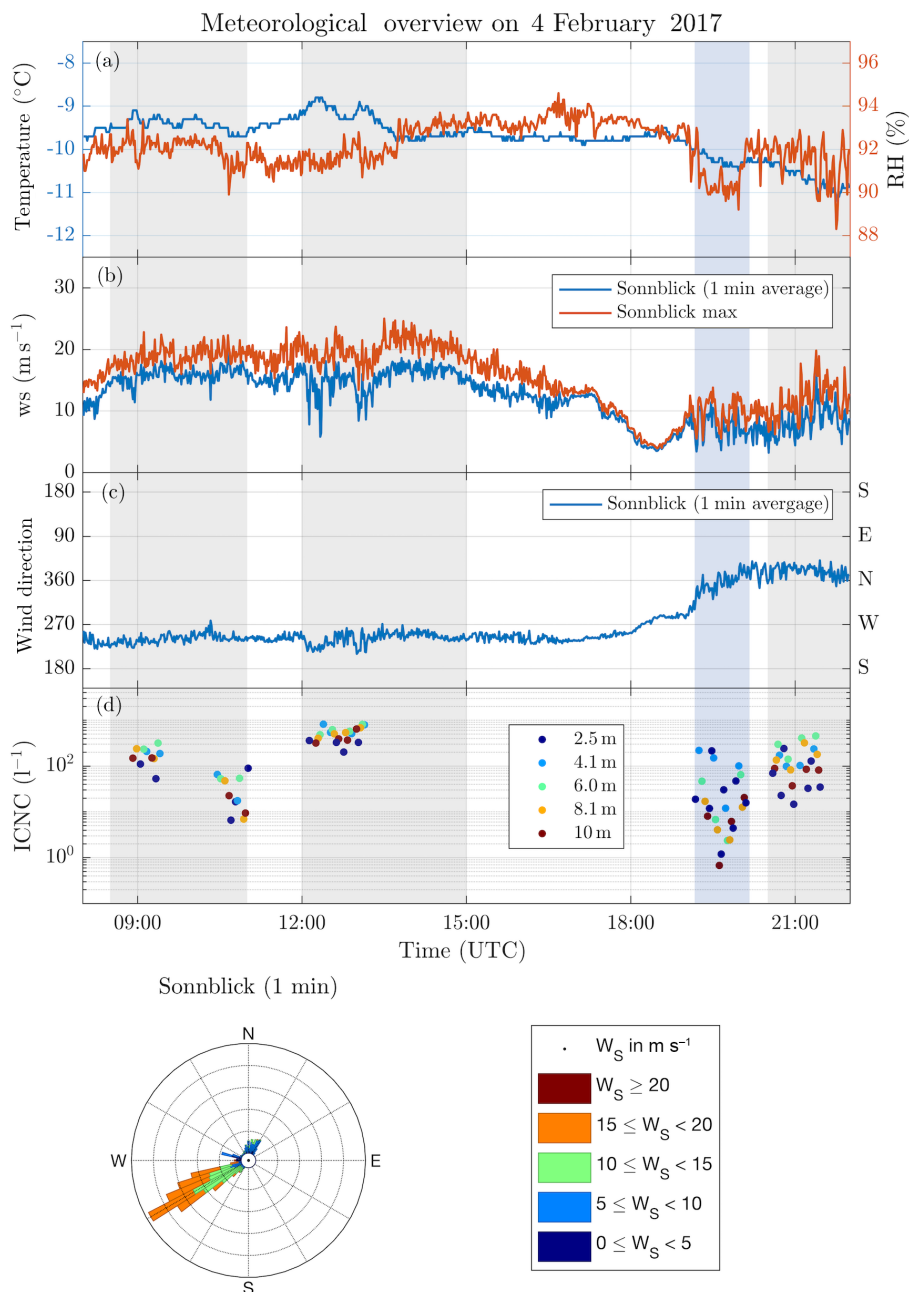 Meteorological overview on 4 February 2017
(a)
Temperature (°C)
-8
-9
-10
-11
-12
96
94
92
90
88
RH (%)
(b)
ws (m s⁻¹)
30
20
10
0
Sonnblick (1 min average)
Sonnblick max
(c)
Wind direction
180
90
360
270
180
S
E
N
W
S
Sonnblick (1 min avergage)
(d)
ICNC (l⁻¹)
10²
10⁰
2.5 m
4.1 m
6.0 m
8.1 m
10 m
09:00 12:00 15:00 18:00 21:00
Time (UTC)
Sonnblick (1 min)
N
W
E
S
W_S in m s⁻¹
W_S ≥ 20
15 ≤ W_S < 20
10 ≤ W_S < 15
5 ≤ W_S < 10
0 ≤ W_S < 5